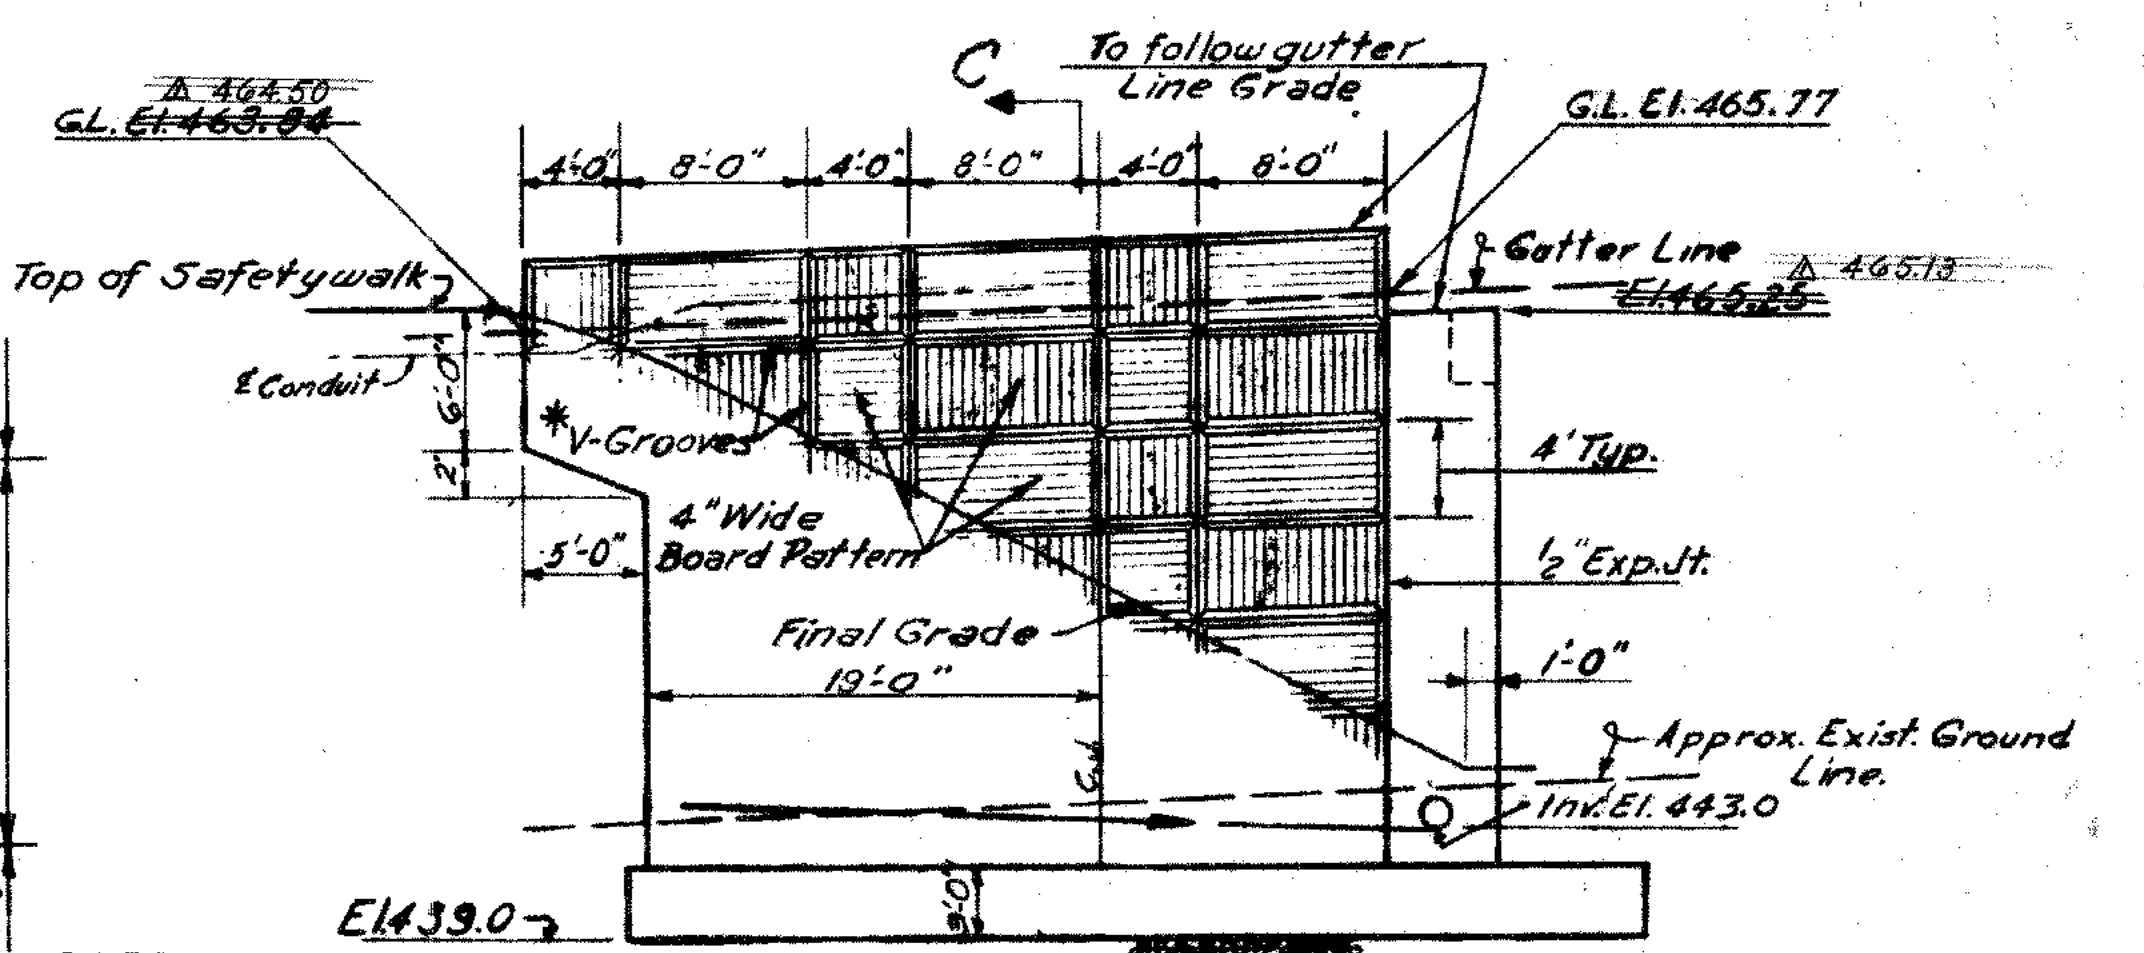 To follow gutter
Line Grade
C
△ 464.50
G.L. El. 463.94
G.L. El. 465.77
4'-0" 8'-0" 4'-0" 8'-0" 4'-0" 8'-0"
Top of Safetywalk
Gutter Line
△ 465.13
El. 465.25
℄ Conduit
6'-0"
2'
* V-Grooves
4' Typ.
4" Wide
Board Pattern
5'-0"
½" Exp. Jt.
Final Grade
1'-0"
19'-0"
Approx. Exist. Ground
Line.
Inv. El. 443.0
3'-0"
El. 439.0